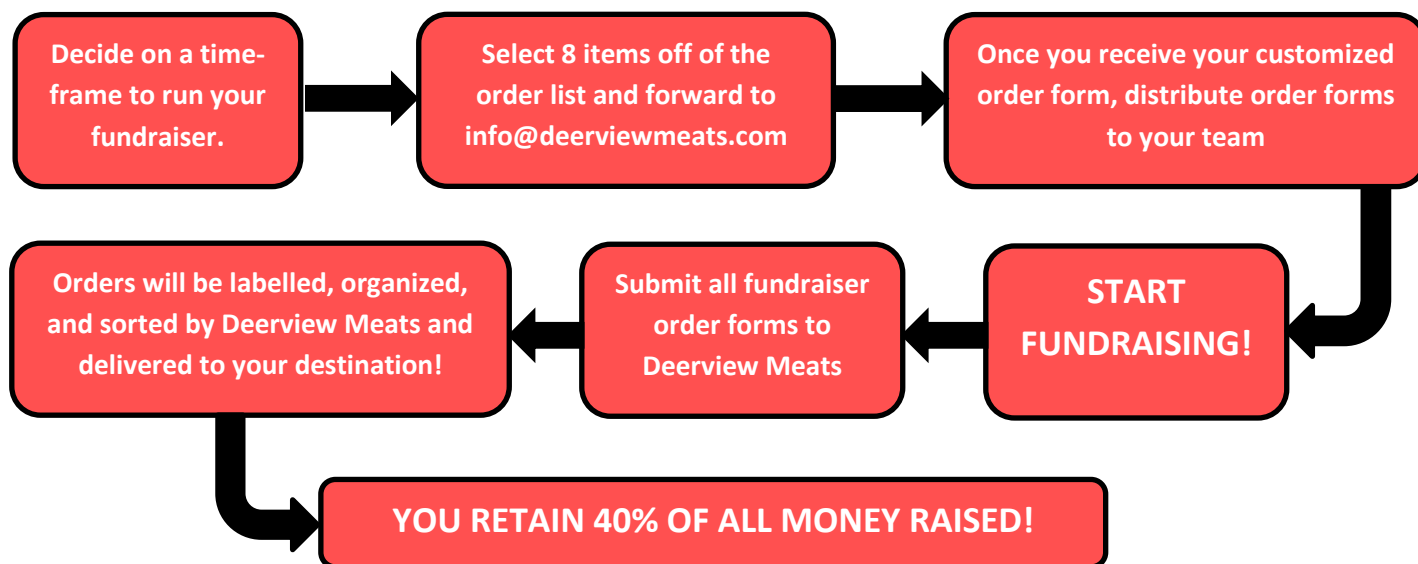 Decide on a time-
frame to run your
fundraiser.
Select 8 items off of the
order list and forward to
info@deerviewmeats.com
Once you receive your customized
order form, distribute order forms
to your team
START
FUNDRAISING!
Submit all fundraiser
order forms to
Deerview Meats
Orders will be labelled, organized,
and sorted by Deerview Meats and
delivered to your destination!
YOU RETAIN 40% OF ALL MONEY RAISED!